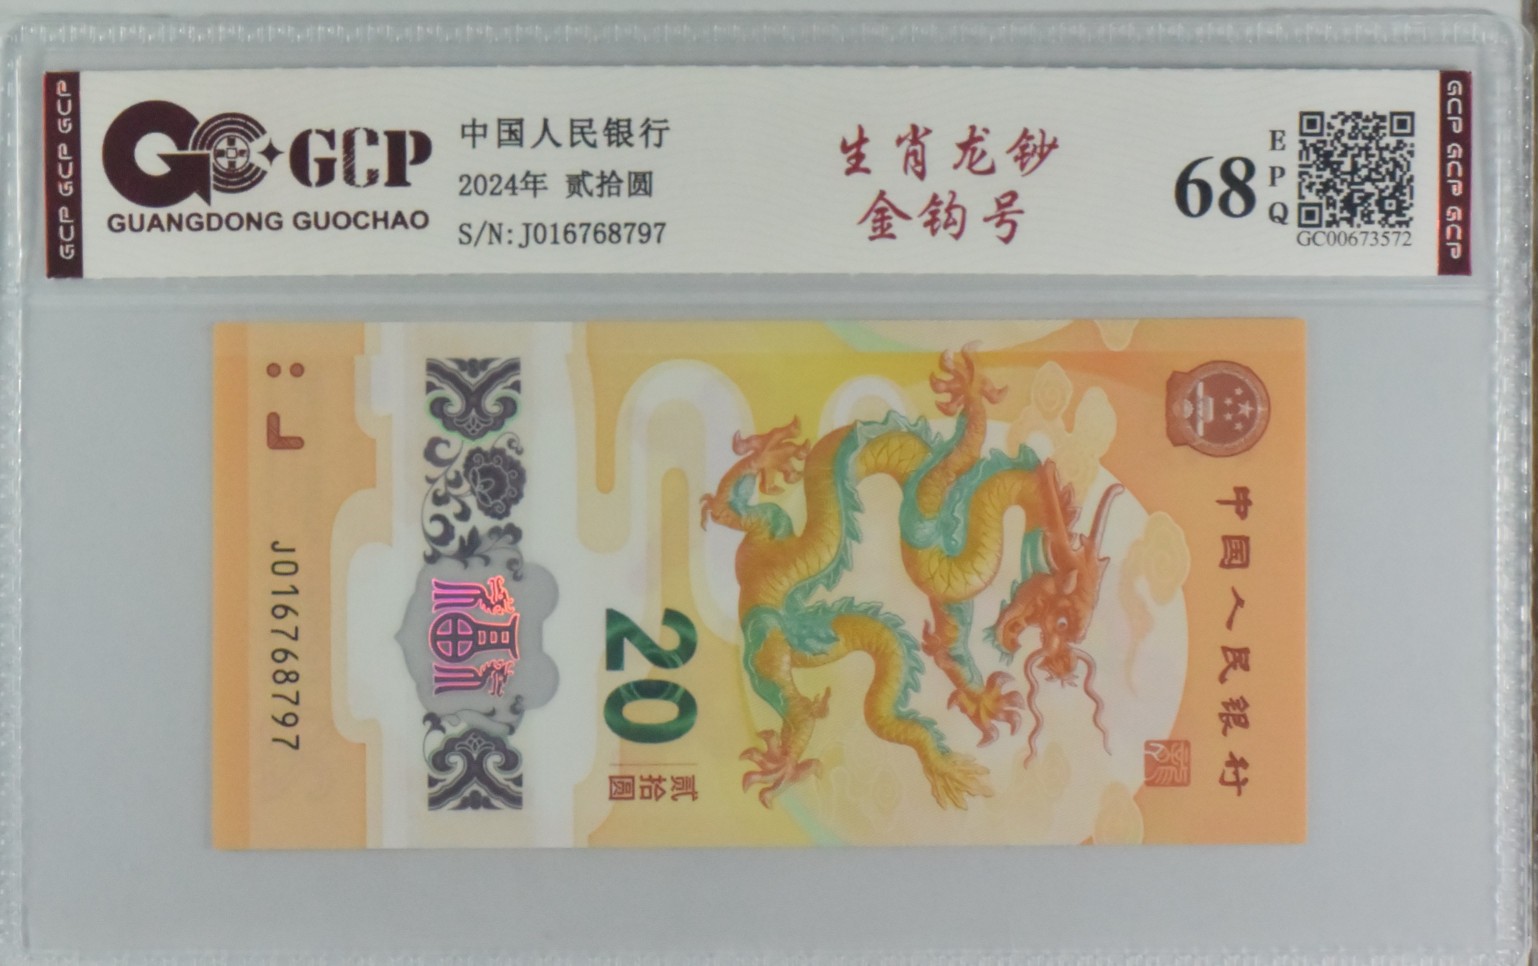 GCP
GUANGDONG GUOCHAO
中国人民银行
2024年 贰拾圆
S/N:J016768797
生肖龙钞
金钩号
68
EPQ
GC00673572
GCP GCP GCP
GCP GCP GCP
中国人民银行
20
贰拾圆
J016768797